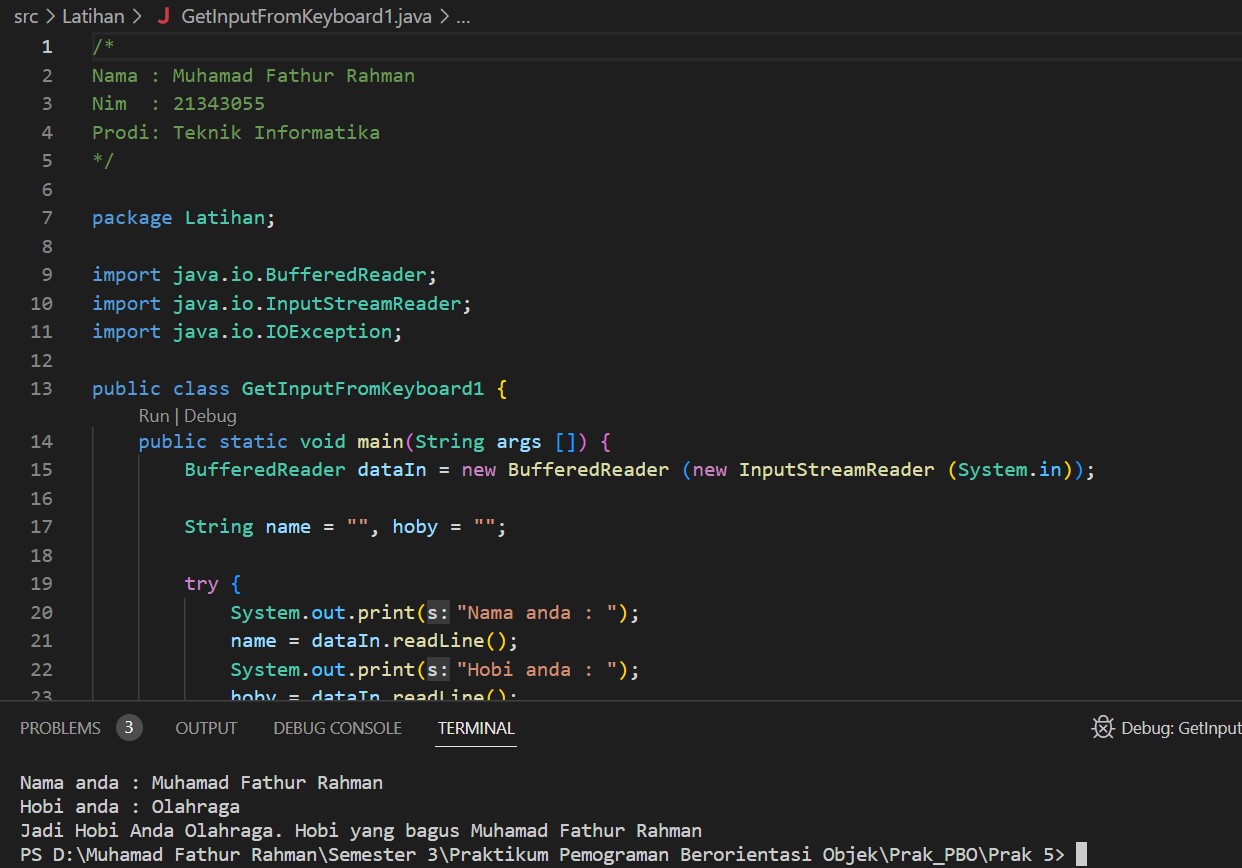 src > Latihan > J GetInputFromKeyboard1.java > ...
1 /*
2 Nama : Muhamad Fathur Rahman
3 Nim  : 21343055
4 Prodi: Teknik Informatika
5 */
6
7 package Latihan;
8
9 import java.io.BufferedReader;
10 import java.io.InputStreamReader;
11 import java.io.IOException;
12
13 public class GetInputFromKeyboard1 {
Run | Debug
14 public static void main(String args []) {
15 BufferedReader dataIn = new BufferedReader (new InputStreamReader (System.in));
16
17 String name = "", hoby = "";
18
19 try {
20 System.out.print(s: "Nama anda : ");
21 name = dataIn.readLine();
22 System.out.print(s: "Hobi anda : ");
23 hoby = dataIn.readLine();
PROBLEMS 3 OUTPUT DEBUG CONSOLE TERMINAL Debug: GetInput
Nama anda : Muhamad Fathur Rahman
Hobi anda : Olahraga
Jadi Hobi Anda Olahraga. Hobi yang bagus Muhamad Fathur Rahman
PS D:\Muhamad Fathur Rahman\Semester 3\Praktikum Pemograman Berorientasi Objek\Prak_PBO\Prak 5>